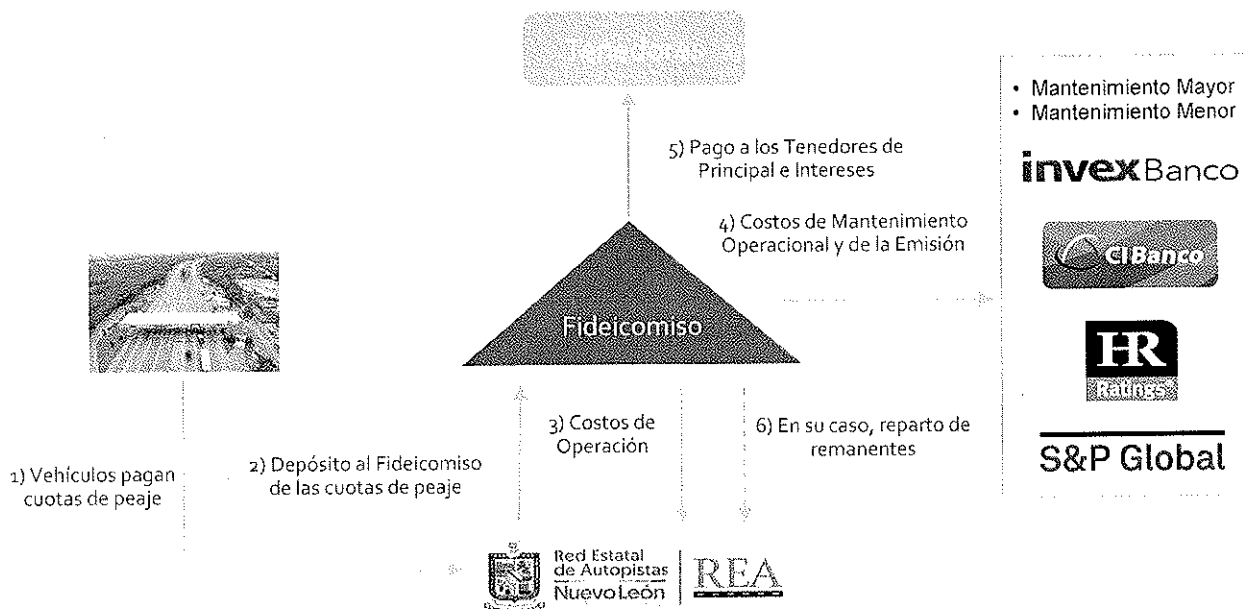 Tenedores
• Mantenimiento Mayor
• Mantenimiento Menor
5) Pago a los Tenedores de
Principal e Intereses
invex Banco
4) Costos de Mantenimiento
Operacional y de la Emisión
CIBanco
Fideicomiso
HR
Ratings
3) Costos de
Operación
6) En su caso, reparto de
remanentes
S&P Global
1) Vehículos pagan
cuotas de peaje
2) Depósito al Fideicomiso
de las cuotas de peaje
Red Estatal
de Autopistas
Nuevo León
REA